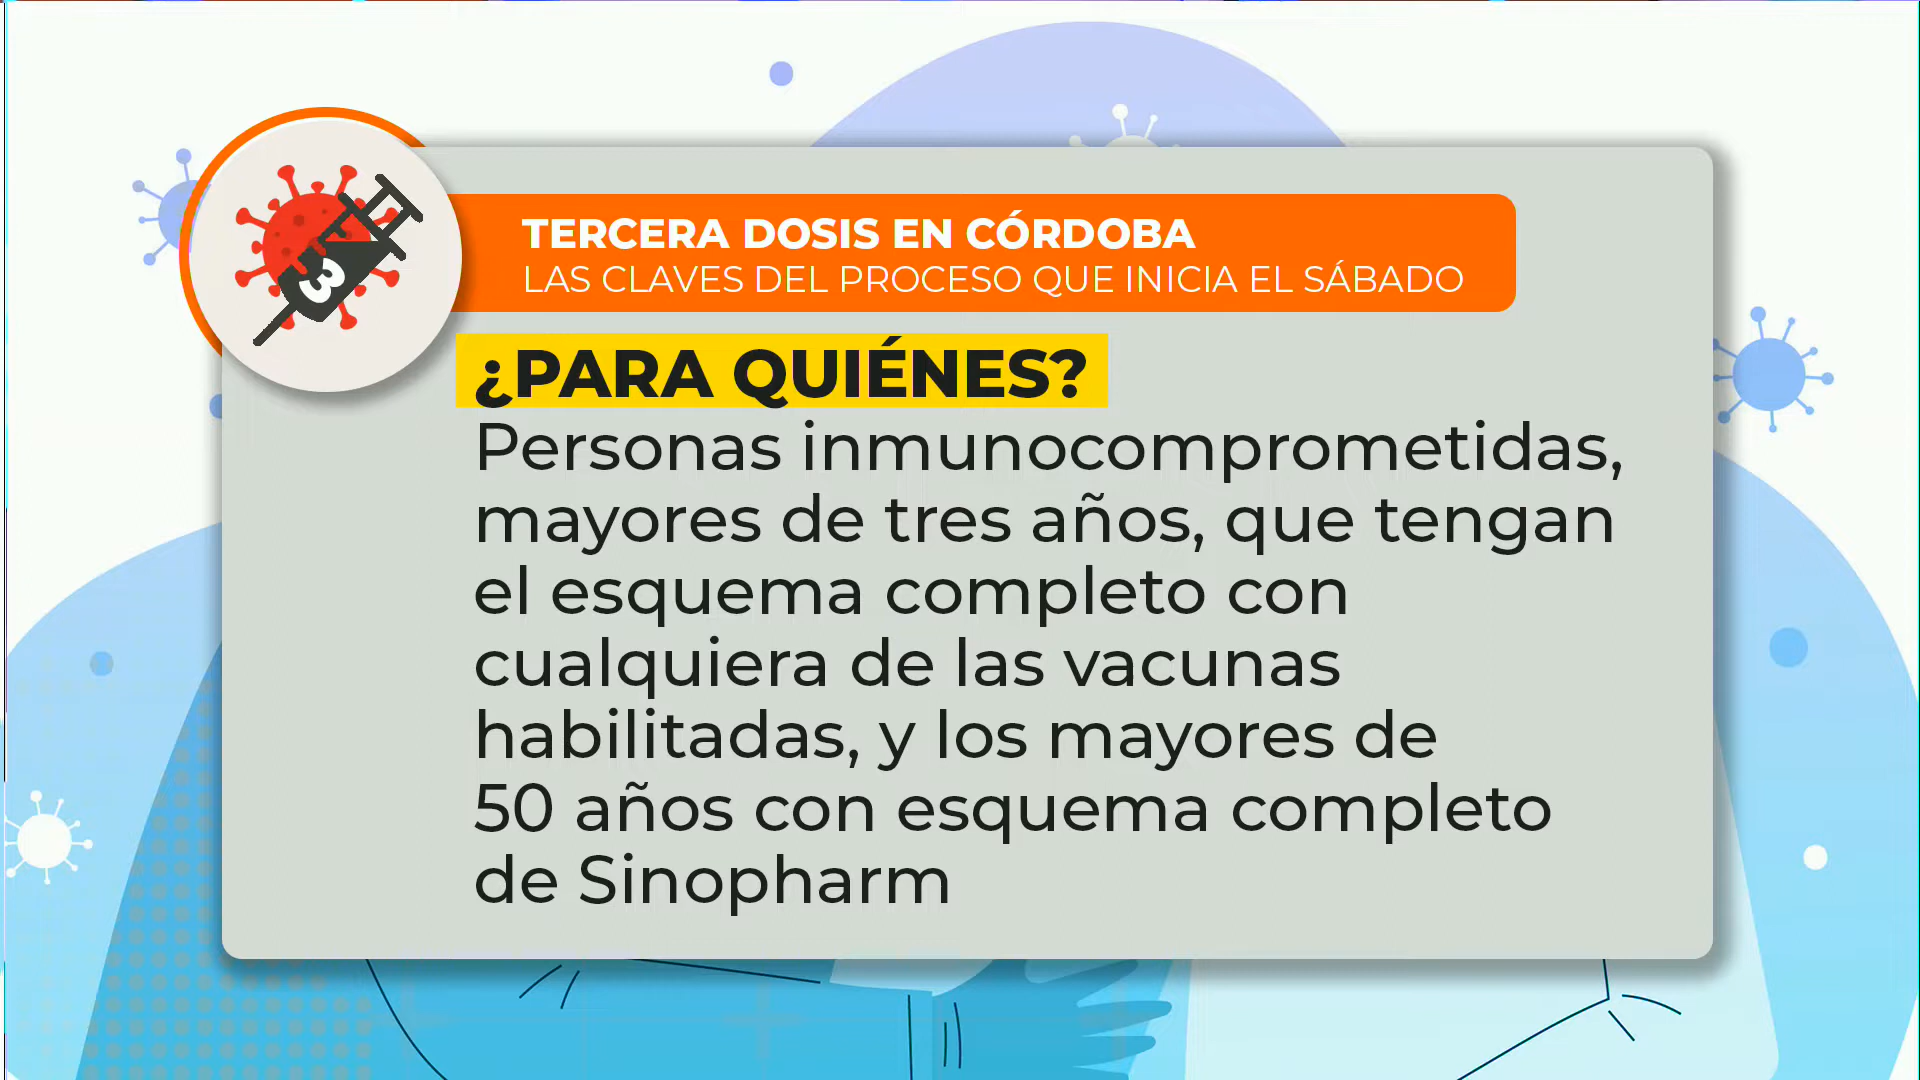 3
TERCERA DOSIS EN CÓRDOBA
LAS CLAVES DEL PROCESO QUE INICIA EL SÁBADO
¿PARA QUIÉNES?
Personas inmunocomprometidas,
mayores de tres años, que tengan
el esquema completo con
cualquiera de las vacunas
habilitadas, y los mayores de
50 años con esquema completo
de Sinopharm